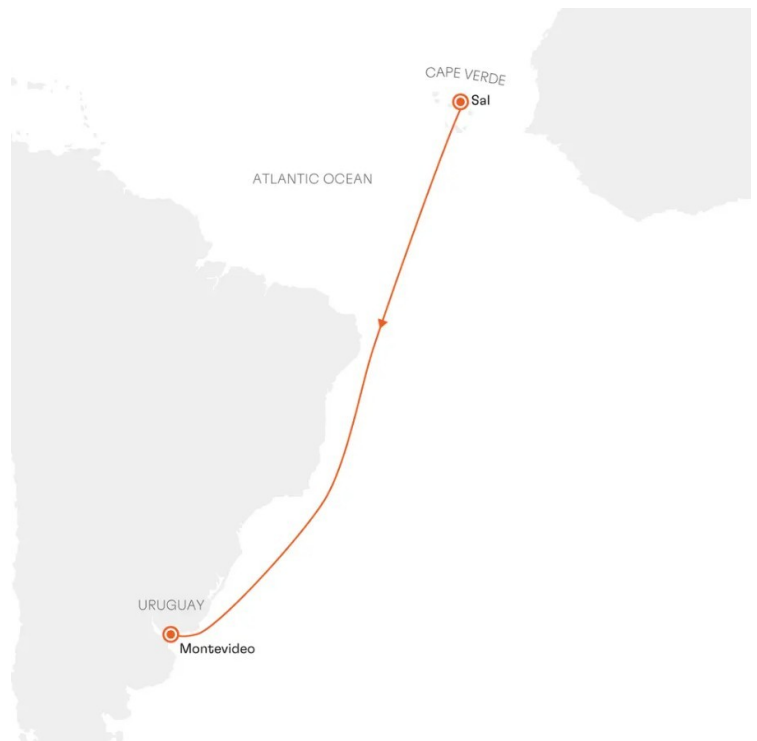 CAPE VERDE
Sal
ATLANTIC OCEAN
URUGUAY
Montevideo